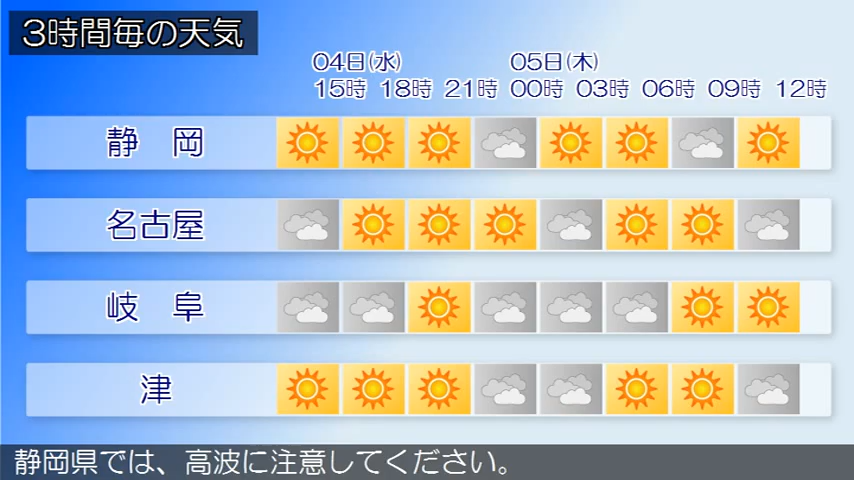 3時間毎の天気
04日(水) 05日(木)
15時 18時 21時 00時 03時 06時 09時 12時
静 岡
名古屋
岐 阜
津
静岡県では、高波に注意してください。